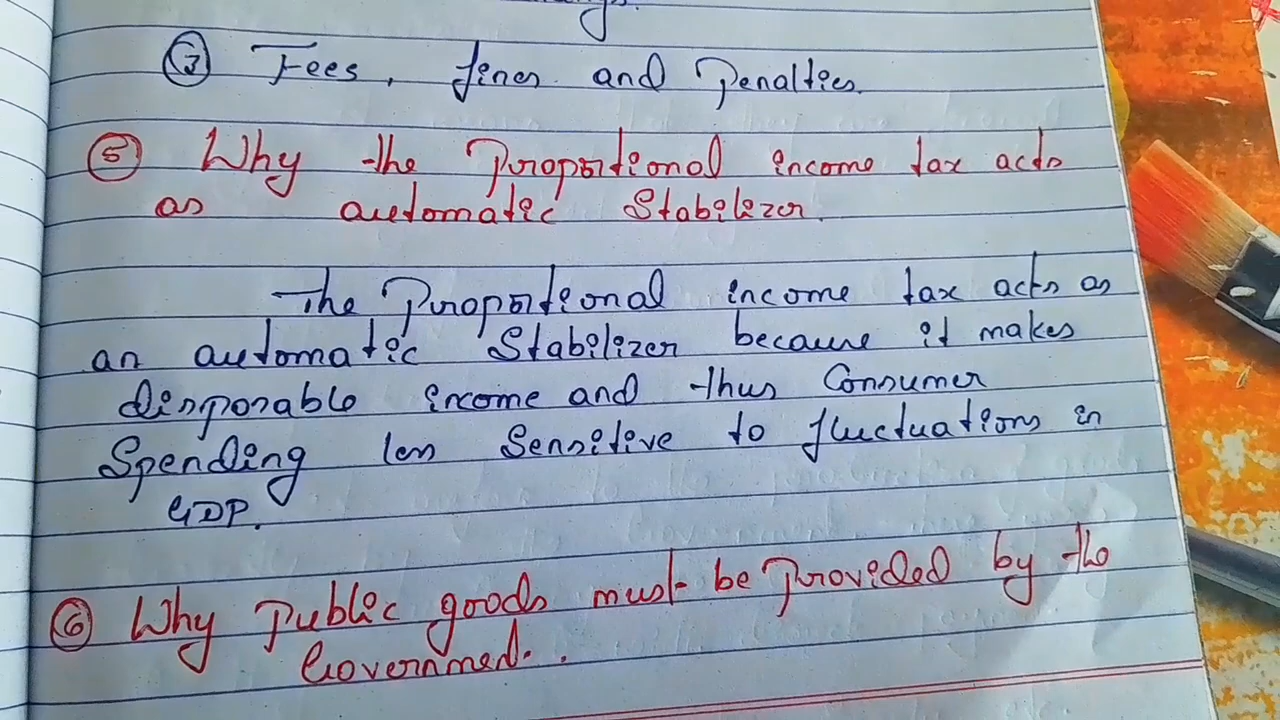 ③ Fees, fines and Penalties.
⑤ Why the Proportional income tax acts
as automatic Stabilizer.
The Proportional income tax acts as
an automatic Stabilizer because it makes
disposable income and thus Consumer
Spending less Sensitive to fluctuations in
GDP.
⑥ Why Public goods must be Provided by the
Government.